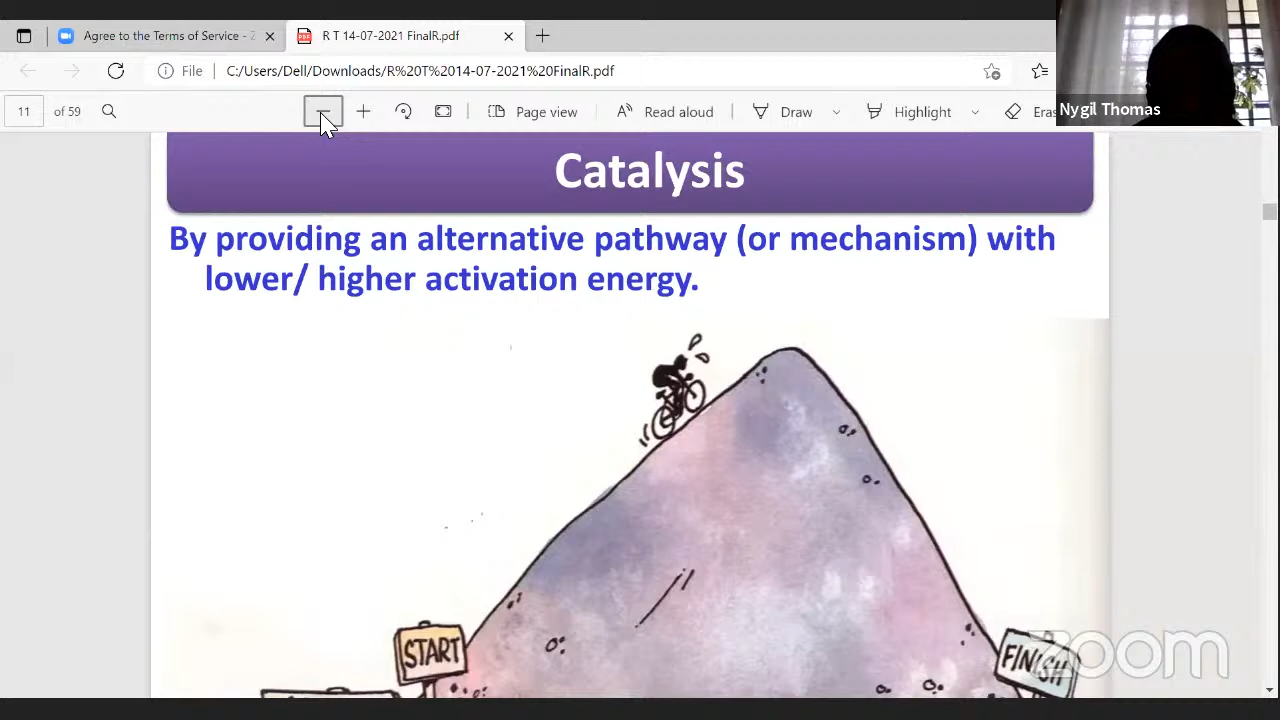 Agree to the Terms of Service - Z
R T 14-07-2021 FinalR.pdf
File
C:/Users/Dell/Downloads/R%20T%2014-07-2021%20FinalR.pdf
11 of 59
Page view
Read aloud
Draw
Highlight
Eras
Nygil Thomas
Catalysis
By providing an alternative pathway (or mechanism) with
lower/ higher activation energy.
START
FINISH
zoom